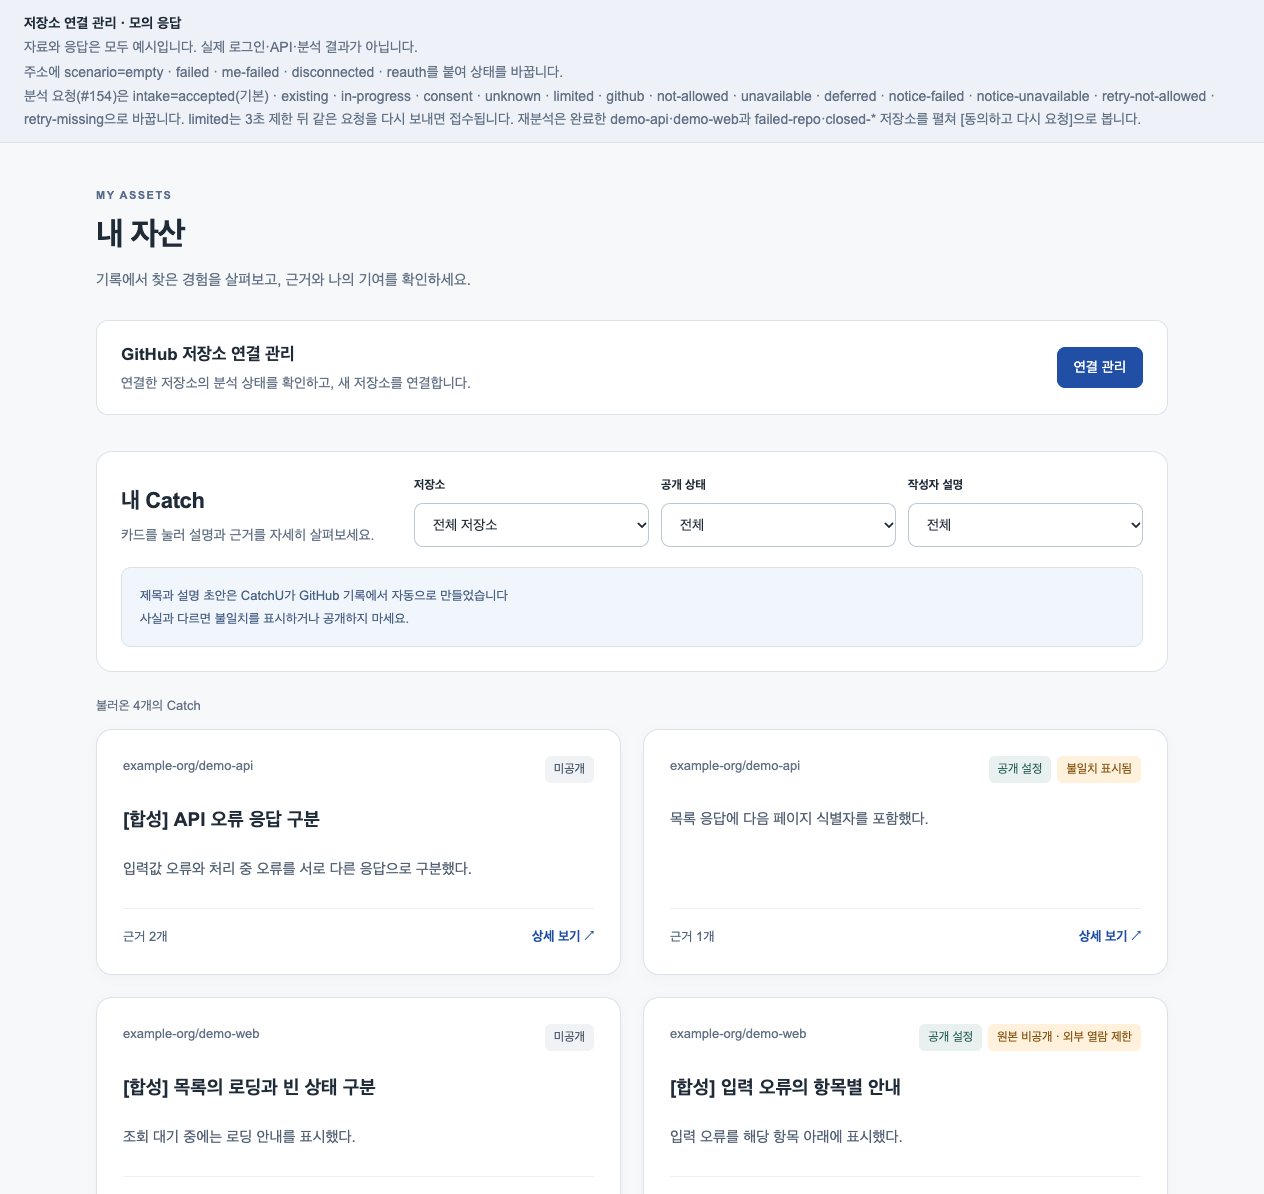 저장소 연결 관리 · 모의 응답
자료와 응답은 모두 예시입니다. 실제 로그인·API·분석 결과가 아닙니다.
주소에 scenario=empty · failed · me-failed · disconnected · reauth를 붙여 상태를 바꿉니다.
분석 요청(#154)은 intake=accepted(기본) · existing · in-progress · consent · unknown · limited · github · not-allowed · unavailable · deferred · notice-failed · notice-unavailable · retry-not-allowed ·
retry-missing으로 바꿉니다. limited는 3초 제한 뒤 같은 요청을 다시 보내면 접수됩니다. 재분석은 완료한 demo-api·demo-web과 failed-repo·closed-* 저장소를 펼쳐 [동의하고 다시 요청]으로 봅니다.
MY ASSETS
내 자산
기록에서 찾은 경험을 살펴보고, 근거와 나의 기여를 확인하세요.
GitHub 저장소 연결 관리
연결한 저장소의 분석 상태를 확인하고, 새 저장소를 연결합니다.
연결 관리
내 Catch
카드를 눌러 설명과 근거를 자세히 살펴보세요.
저장소
전체 저장소
공개 상태
전체
작성자 설명
전체
제목과 설명 초안은 CatchU가 GitHub 기록에서 자동으로 만들었습니다
사실과 다르면 불일치를 표시하거나 공개하지 마세요.
불러온 4개의 Catch
example-org/demo-api
미공개
[합성] API 오류 응답 구분
입력값 오류와 처리 중 오류를 서로 다른 응답으로 구분했다.
근거 2개
상세 보기 ↗
example-org/demo-api
공개 설정
불일치 표시됨
목록 응답에 다음 페이지 식별자를 포함했다.
근거 1개
상세 보기 ↗
example-org/demo-web
미공개
[합성] 목록의 로딩과 빈 상태 구분
조회 대기 중에는 로딩 안내를 표시했다.
example-org/demo-web
공개 설정
원본 비공개 · 외부 열람 제한
[합성] 입력 오류의 항목별 안내
입력 오류를 해당 항목 아래에 표시했다.